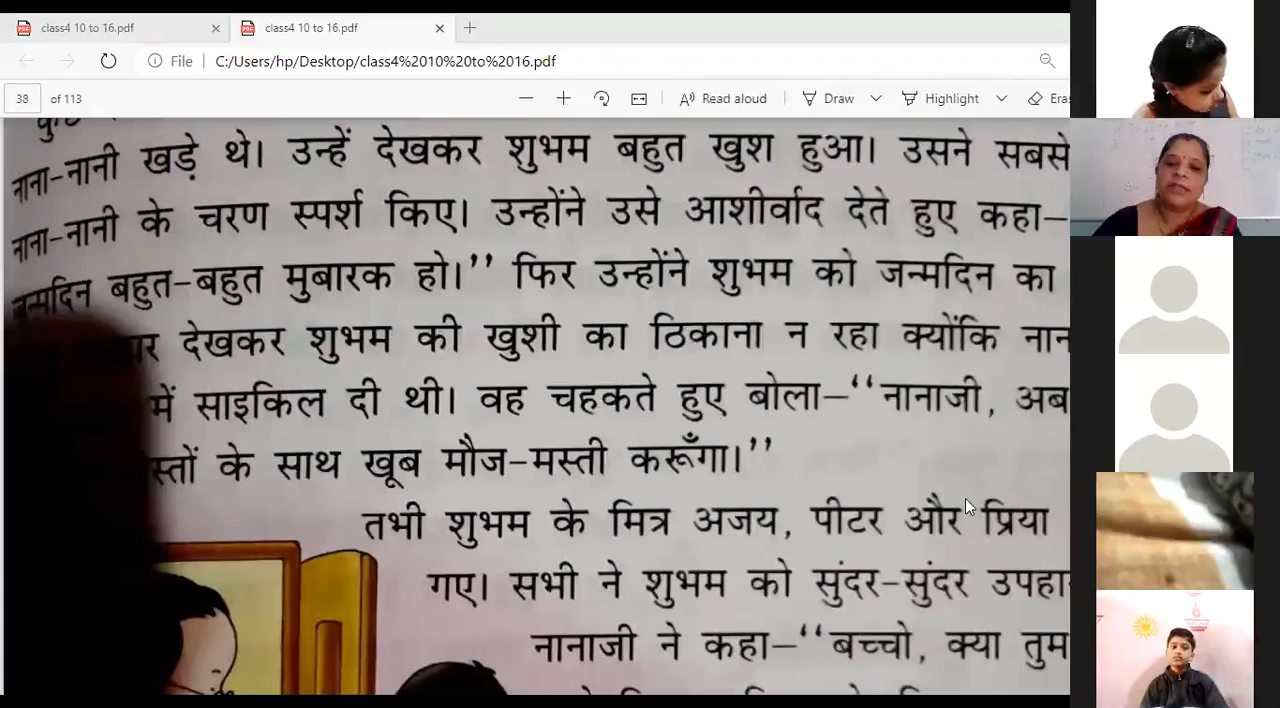 class4 10 to 16.pdf
class4 10 to 16.pdf
File
C:/Users/hp/Desktop/class4%2010%20to%2016.pdf
38 of 113
Read aloud
Draw
Highlight
नाना-नानी खड़े थे। उन्हें देखकर शुभम बहुत खुश हुआ। उसने सबसे
नाना-नानी के चरण स्पर्श किए। उन्होंने उसे आशीर्वाद देते हुए कहा–
जन्मदिन बहुत-बहुत मुबारक हो।’’ फिर उन्होंने शुभम को जन्मदिन का
देखकर शुभम की खुशी का ठिकाना न रहा क्योंकि
में साइकिल दी थी। वह चहकते हुए बोला–‘‘नानाजी, अब
के साथ खूब मौज-मस्ती करूँगा।’’
तभी शुभम के मित्र अजय, पीटर और प्रिया
गए। सभी ने शुभम को सुंदर-सुंदर
नानाजी ने कहा–‘‘बच्चो, क्या तुम